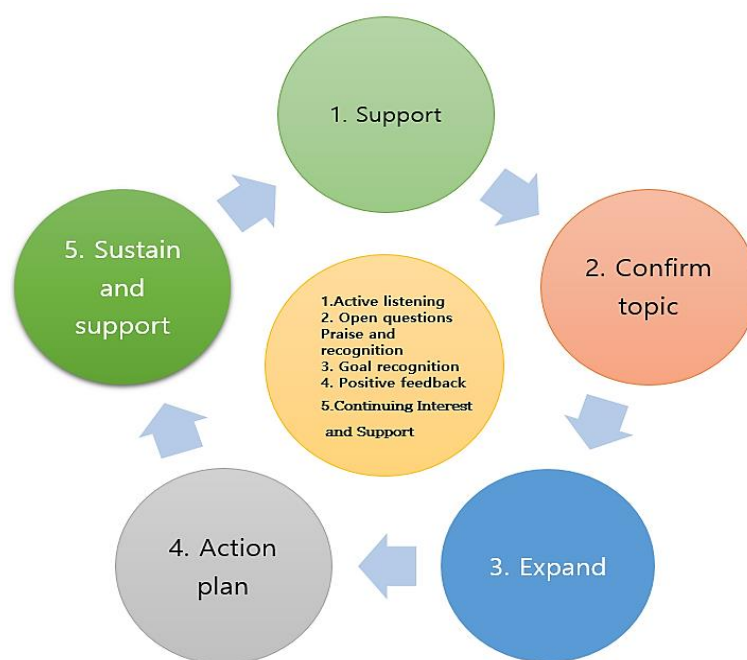 1. Support
2. Confirm
topic
3. Expand
4. Action
plan
5. Sustain
and
support
1.Active listening
2. Open questions
Praise and
recognition
3. Goal recognition
4. Positive feedback
5.Continuing Interest
and Support